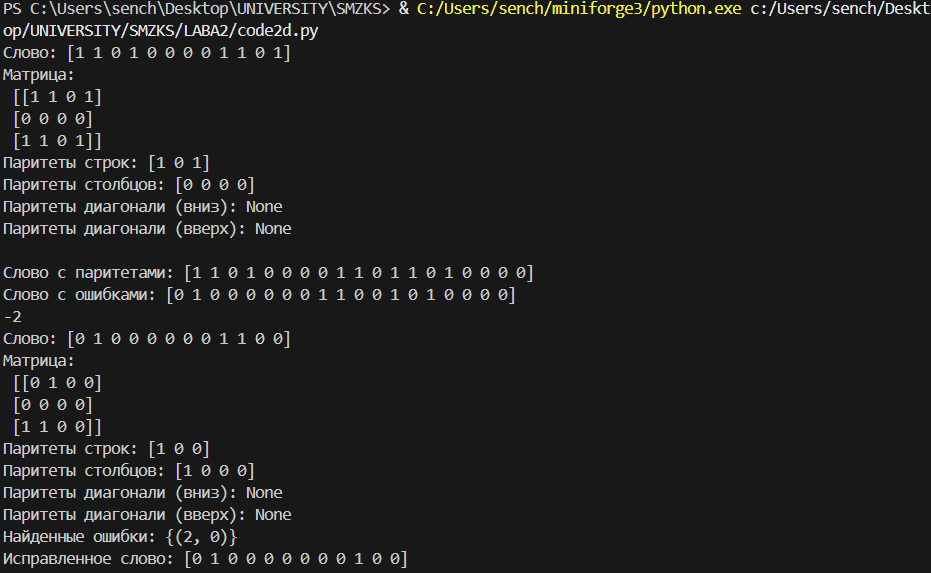 PS C:\Users\sench\Desktop\UNIVERSITY\SMZKS> & C:/Users/sench/miniforge3/python.exe c:/Users/sench/Deskt
op/UNIVERSITY/SMZKS/LABA2/code2d.py
Слово: [1 1 0 1 0 0 0 0 1 1 0 1]
Матрица:
[[1 1 0 1]
[0 0 0 0]
[1 1 0 1]]
Паритеты строк: [1 0 1]
Паритеты столбцов: [0 0 0 0]
Паритеты диагонали (вниз): None
Паритеты диагонали (вверх): None
Слово с паритетами: [1 1 0 1 0 0 0 0 1 1 0 1 1 0 1 0 0 0 0]
Слово с ошибками: [0 1 0 0 0 0 0 0 1 1 0 0 1 0 1 0 0 0 0]
-2
Слово: [0 1 0 0 0 0 0 0 1 1 0 0]
Матрица:
[[0 1 0 0]
[0 0 0 0]
[1 1 0 0]]
Паритеты строк: [1 0 0]
Паритеты столбцов: [1 0 0 0]
Паритеты диагонали (вниз): None
Паритеты диагонали (вверх): None
Найденные ошибки: {(2, 0)}
Исправленное слово: [0 1 0 0 0 0 0 0 0 1 0 0]